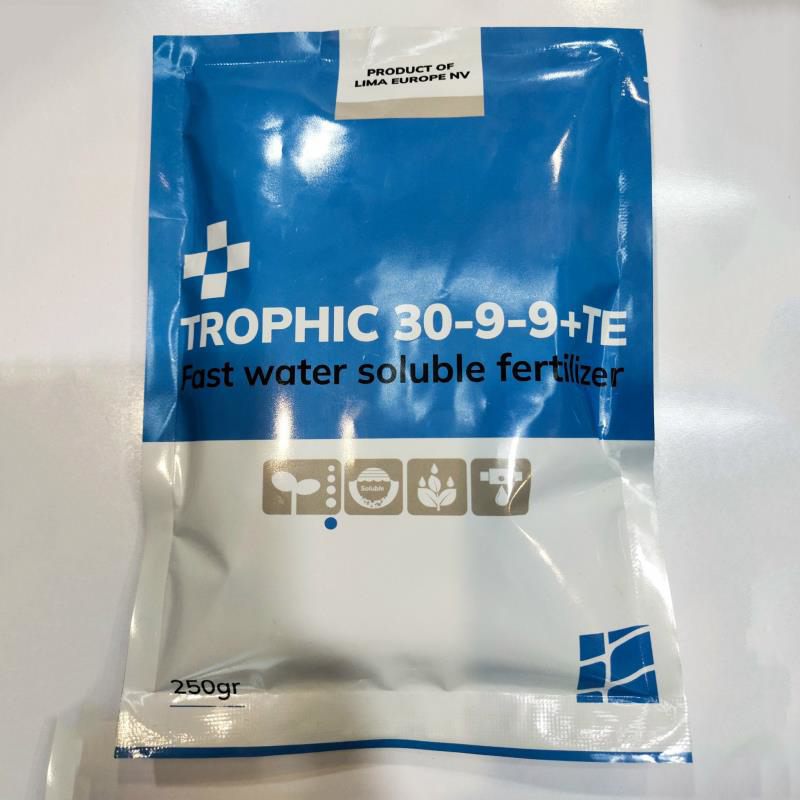 PRODUCT OF
LIMA EUROPE NV
TROPHIC 30-9-9+TE
Fast water soluble fertilizer
Soluble
250gr